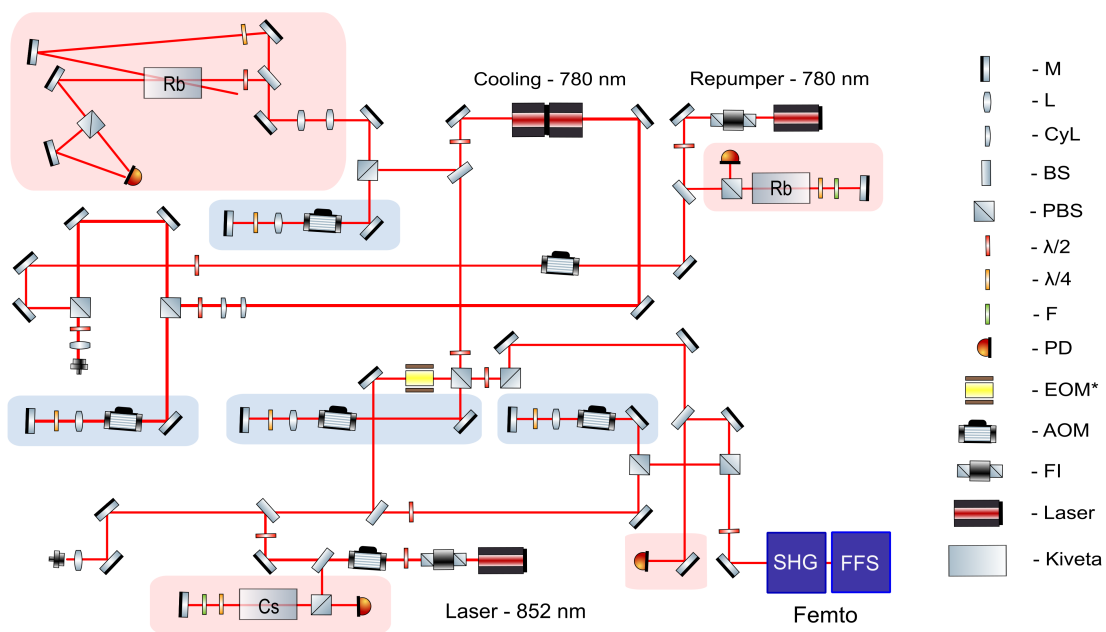 Cooling - 780 nm
Repumper - 780 nm
Rb
Rb
Cs
Laser - 852 nm
SHG
FFS
Femto
- M
- L
- CyL
- BS
- PBS
- λ/2
- λ/4
- F
- PD
- EOM*
- AOM
- FI
- Laser
- Kiveta